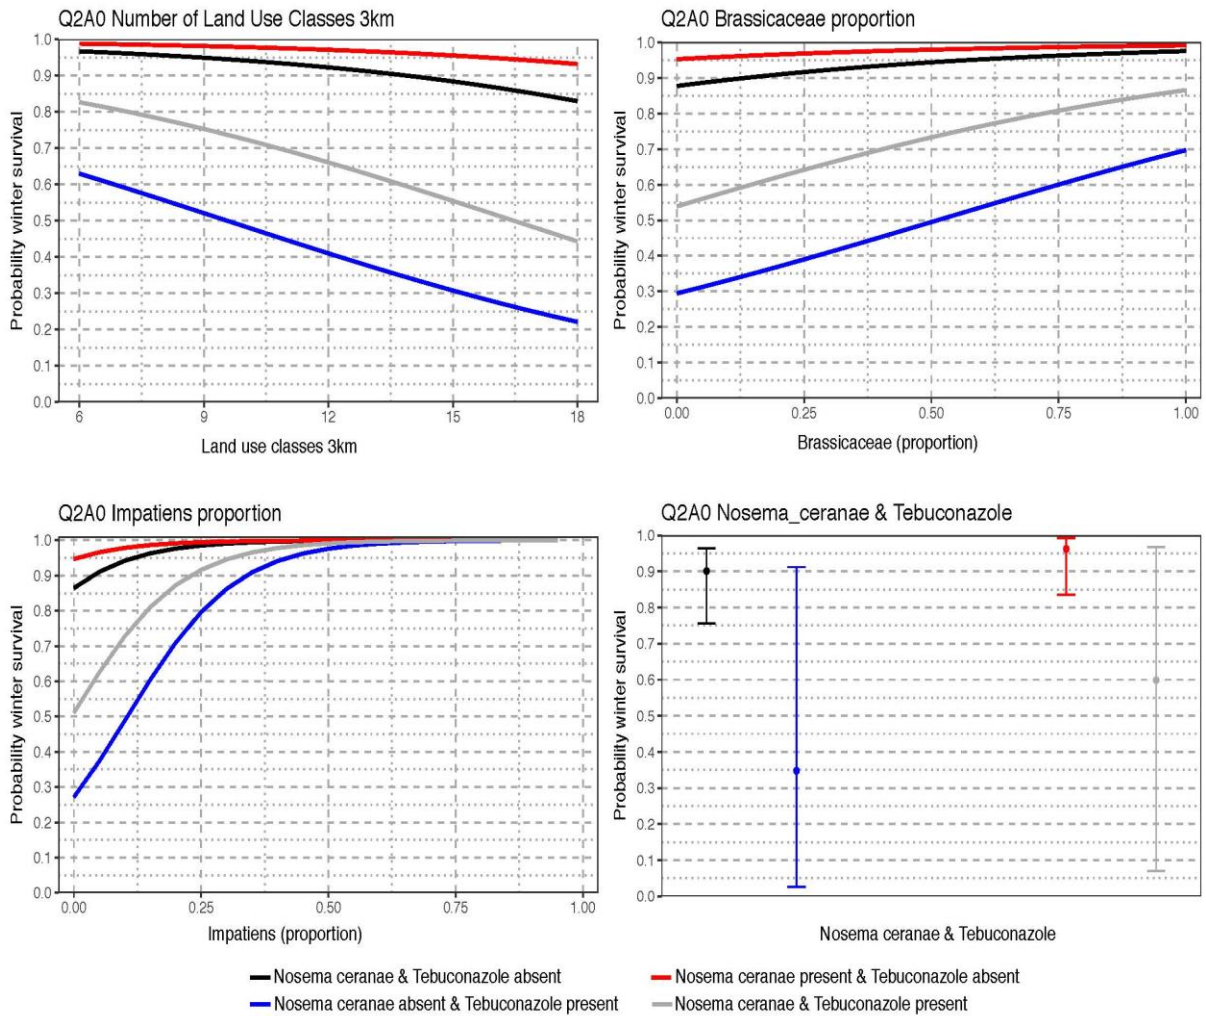 Q2A0 Number of Land Use Classes 3km
Probability winter survival
1.0
0.9
0.8
0.7
0.6
0.5
0.4
0.3
0.2
0.1
0.0
6 9 12 15 18
Land use classes 3km
Q2A0 Brassicaceae proportion
Probability winter survival
1.0
0.9
0.8
0.7
0.6
0.5
0.4
0.3
0.2
0.1
0.0
0.00 0.25 0.50 0.75 1.00
Brassicaceae (proportion)
Q2A0 Impatiens proportion
Probability winter survival
1.0
0.9
0.8
0.7
0.6
0.5
0.4
0.3
0.2
0.1
0.0
0.00 0.25 0.50 0.75 1.00
Impatiens (proportion)
Q2A0 Nosema_ceranae & Tebuconazole
Probability winter survival
1.0
0.9
0.8
0.7
0.6
0.5
0.4
0.3
0.2
0.1
0.0
Nosema ceranae & Tebuconazole
Nosema ceranae & Tebuconazole absent
Nosema ceranae present & Tebuconazole absent
Nosema ceranae absent & Tebuconazole present
Nosema ceranae & Tebuconazole present